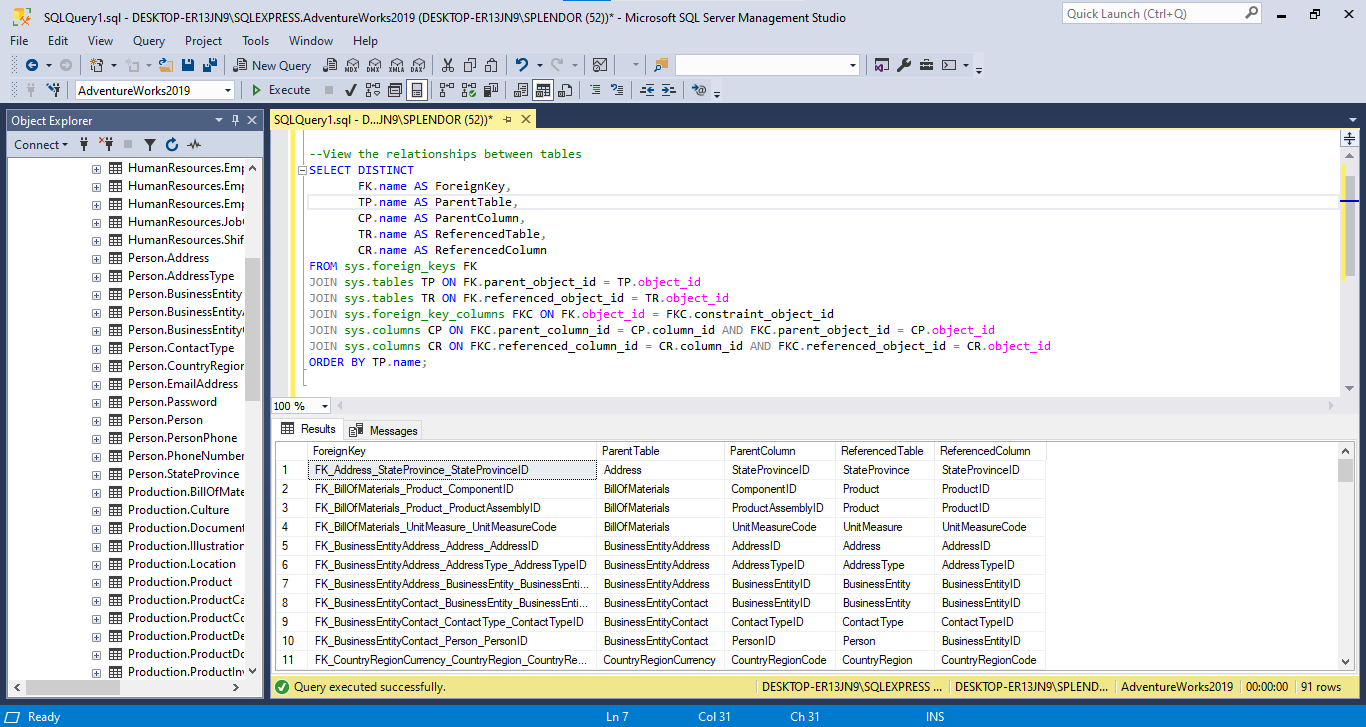 SQLQuery1.sql - DESKTOP-ER13JN9\SQLEXPRESS.AdventureWorks2019 (DESKTOP-ER13JN9\SPLENDOR (52))* - Microsoft SQL Server Management Studio
Quick Launch (Ctrl+Q)
File Edit View Query Project Tools Window Help
New Query MDX DMX XMLA DAX
AdventureWorks2019 Execute
Object Explorer
Connect
HumanResources.Emp
HumanResources.Emp
HumanResources.Emp
HumanResources.Job
HumanResources.Shif
Person.Address
Person.AddressType
Person.BusinessEntity
Person.BusinessEntity
Person.BusinessEntity
Person.ContactType
Person.CountryRegion
Person.EmailAddress
Person.Password
Person.Person
Person.PersonPhone
Person.PhoneNumber
Person.StateProvince
Production.BillOfMate
Production.Culture
Production.Document
Production.Illustration
Production.Location
Production.Product
Production.ProductCa
Production.ProductCo
Production.ProductDe
Production.ProductDo
Production.ProductInv
SQLQuery1.sql - D...JN9\SPLENDOR (52))*
--View the relationships between tables
SELECT DISTINCT
FK.name AS ForeignKey,
TP.name AS ParentTable,
CP.name AS ParentColumn,
TR.name AS ReferencedTable,
CR.name AS ReferencedColumn
FROM sys.foreign_keys FK
JOIN sys.tables TP ON FK.parent_object_id = TP.object_id
JOIN sys.tables TR ON FK.referenced_object_id = TR.object_id
JOIN sys.foreign_key_columns FKC ON FK.object_id = FKC.constraint_object_id
JOIN sys.columns CP ON FKC.parent_column_id = CP.column_id AND FKC.parent_object_id = CP.object_id
JOIN sys.columns CR ON FKC.referenced_column_id = CR.column_id AND FKC.referenced_object_id = CR.object_id
ORDER BY TP.name;
100 %
Results Messages
ForeignKey ParentTable ParentColumn ReferencedTable ReferencedColumn
1 FK_Address_StateProvince_StateProvinceID Address StateProvinceID StateProvince StateProvinceID
2 FK_BillOfMaterials_Product_ComponentID BillOfMaterials ComponentID Product ProductID
3 FK_BillOfMaterials_Product_ProductAssemblyID BillOfMaterials ProductAssemblyID Product ProductID
4 FK_BillOfMaterials_UnitMeasure_UnitMeasureCode BillOfMaterials UnitMeasureCode UnitMeasure UnitMeasureCode
5 FK_BusinessEntityAddress_Address_AddressID BusinessEntityAddress AddressID Address AddressID
6 FK_BusinessEntityAddress_AddressType_AddressTypeID BusinessEntityAddress AddressTypeID AddressType AddressTypeID
7 FK_BusinessEntityAddress_BusinessEntity_BusinessEnti... BusinessEntityAddress BusinessEntityID BusinessEntity BusinessEntityID
8 FK_BusinessEntityContact_BusinessEntity_BusinessEnti... BusinessEntityContact BusinessEntityID BusinessEntity BusinessEntityID
9 FK_BusinessEntityContact_ContactType_ContactTypeID BusinessEntityContact ContactTypeID ContactType ContactTypeID
10 FK_BusinessEntityContact_Person_PersonID BusinessEntityContact PersonID Person BusinessEntityID
11 FK_CountryRegionCurrency_CountryRegion_CountryRe... CountryRegionCurrency CountryRegionCode CountryRegion CountryRegionCode
Query executed successfully. DESKTOP-ER13JN9\SQLEXPRESS ... DESKTOP-ER13JN9\SPLEND... AdventureWorks2019 00:00:00 91 rows
Ready Ln 7 Col 31 Ch 31 INS